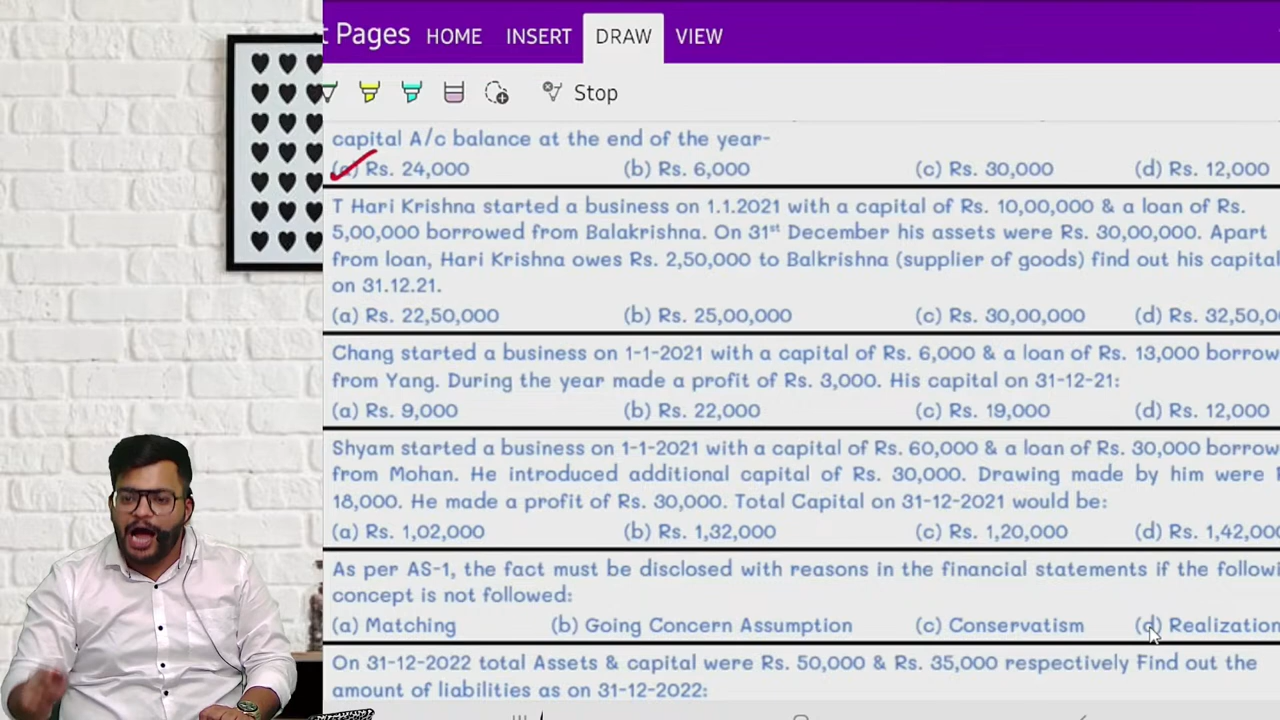 t Pages HOME INSERT DRAW VIEW
Stop
capital A/c balance at the end of the year-
(a) Rs. 24,000 (b) Rs. 6,000 (c) Rs. 30,000 (d) Rs. 12,000
T Hari Krishna started a business on 1.1.2021 with a capital of Rs. 10,00,000 & a loan of Rs.
5,00,000 borrowed from Balakrishna. On 31st December his assets were Rs. 30,00,000. Apart
from loan, Hari Krishna owes Rs. 2,50,000 to Balkrishna (supplier of goods) find out his capital
on 31.12.21.
(a) Rs. 22,50,000 (b) Rs. 25,00,000 (c) Rs. 30,00,000 (d) Rs. 32,50,0
Chang started a business on 1-1-2021 with a capital of Rs. 6,000 & a loan of Rs. 13,000 borrow
from Yang. During the year made a profit of Rs. 3,000. His capital on 31-12-21:
(a) Rs. 9,000 (b) Rs. 22,000 (c) Rs. 19,000 (d) Rs. 12,000
Shyam started a business on 1-1-2021 with a capital of Rs. 60,000 & a loan of Rs. 30,000 borrow
from Mohan. He introduced additional capital of Rs. 30,000. Drawing made by him were
18,000. He made a profit of Rs. 30,000. Total Capital on 31-12-2021 would be:
(a) Rs. 1,02,000 (b) Rs. 1,32,000 (c) Rs. 1,20,000 (d) Rs. 1,42,000
As per AS-1, the fact must be disclosed with reasons in the financial statements if the followi
concept is not followed:
(a) Matching (b) Going Concern Assumption (c) Conservatism (d) Realization
On 31-12-2022 total Assets & capital were Rs. 50,000 & Rs. 35,000 respectively Find out the
amount of liabilities as on 31-12-2022: